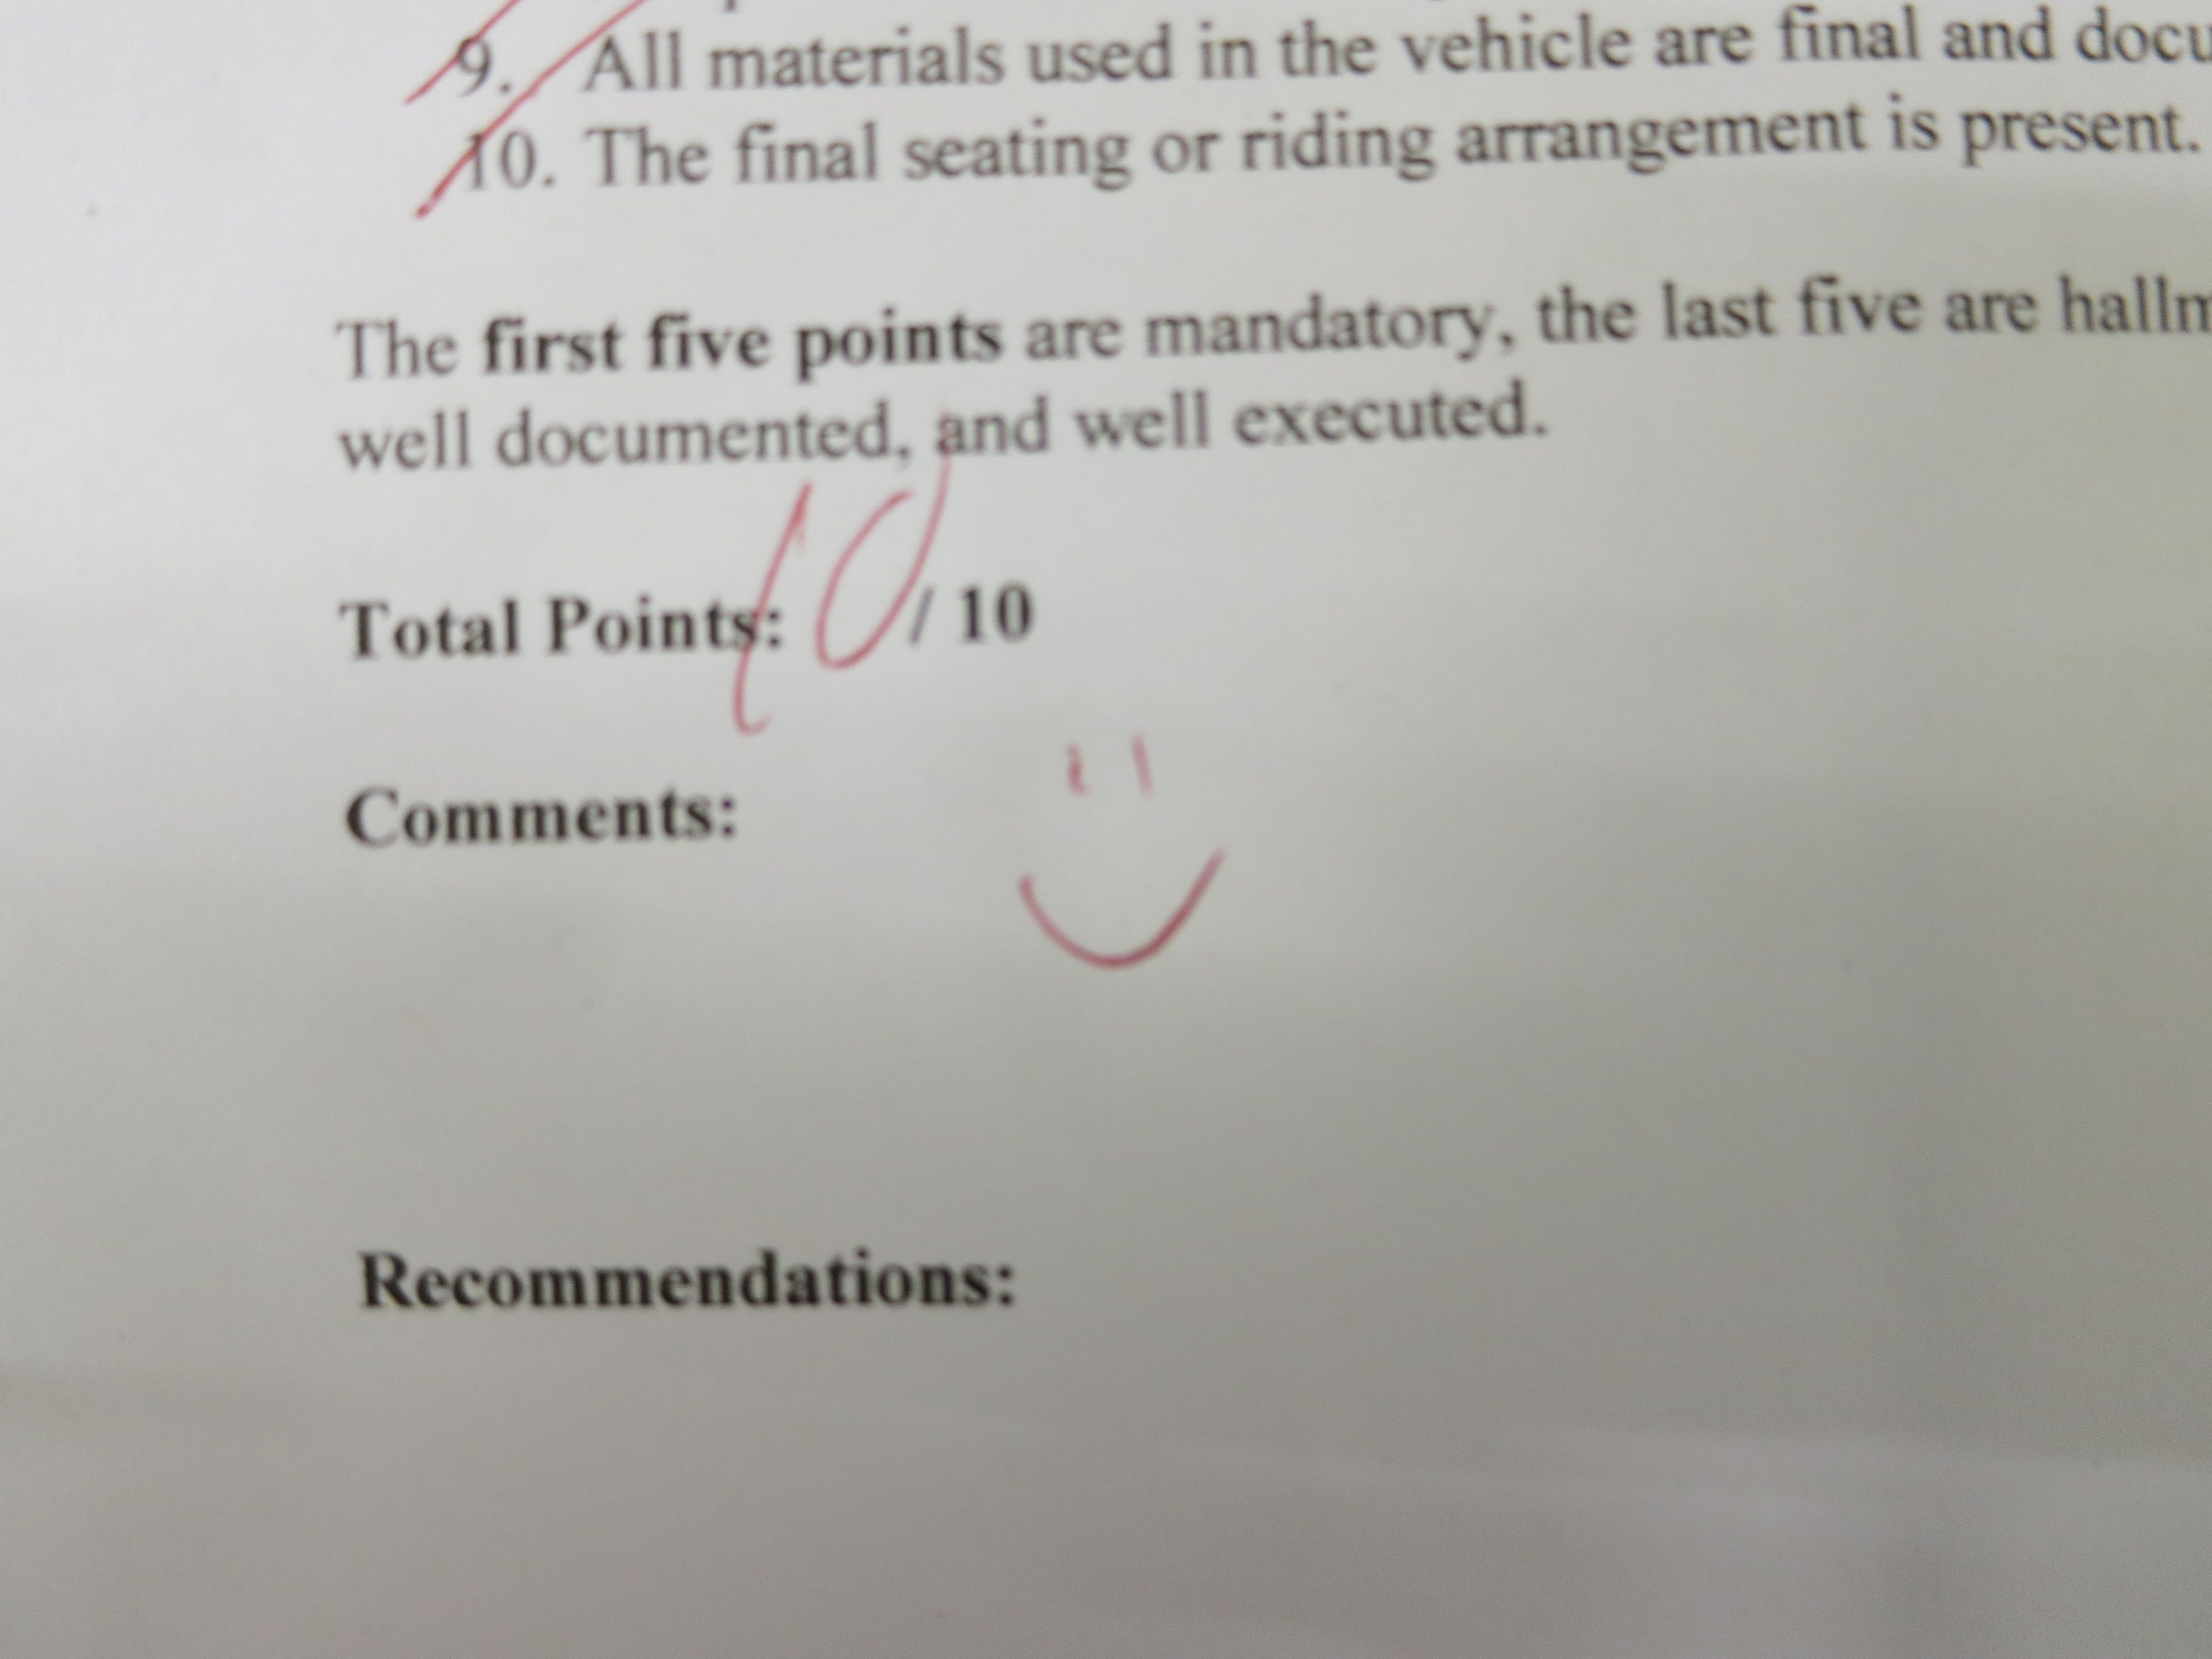 9. All materials used in the vehicle are final and docu
10. The final seating or riding arrangement is present.
The first five points are mandatory, the last five are hallm
well documented, and well executed.
Total Points: 10 / 10
Comments:
Recommendations: